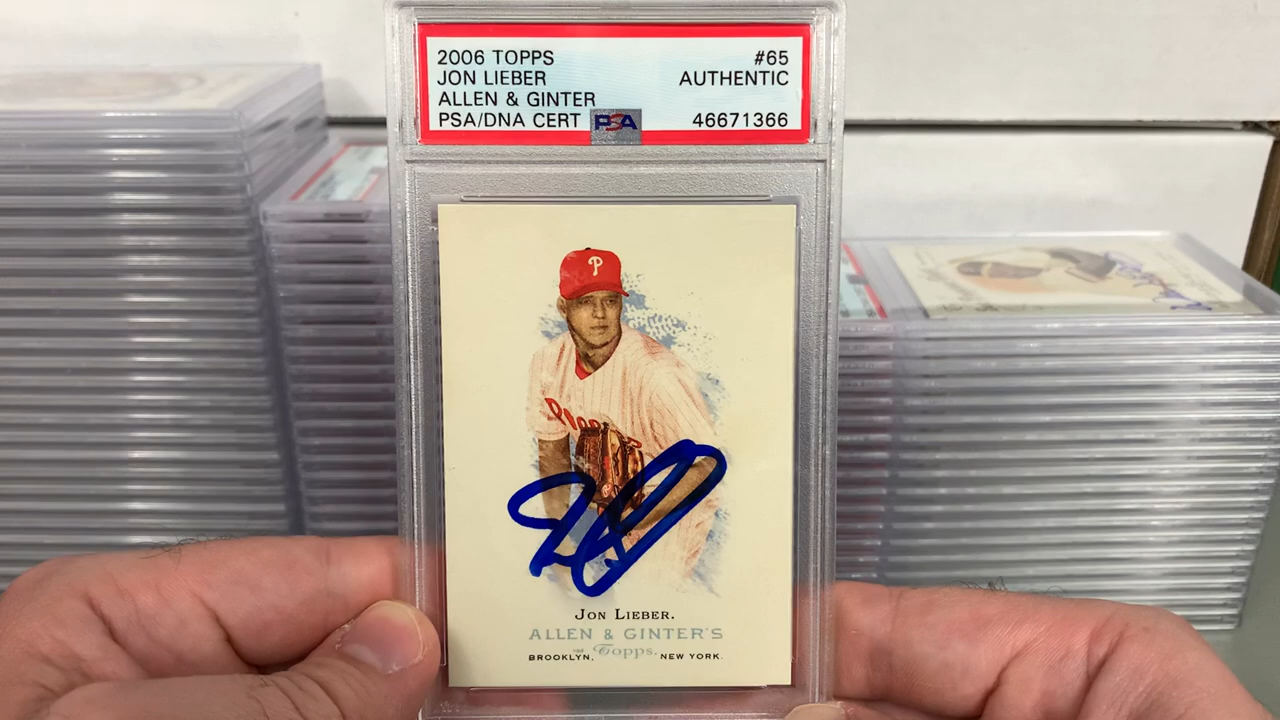 2006 TOPPS #65
JON LIEBER AUTHENTIC
ALLEN & GINTER
PSA/DNA CERT PSA 46671366
P
JON LIEBER.
ALLEN & GINTER'S
THE Topps.
BROOKLYN, NEW YORK.